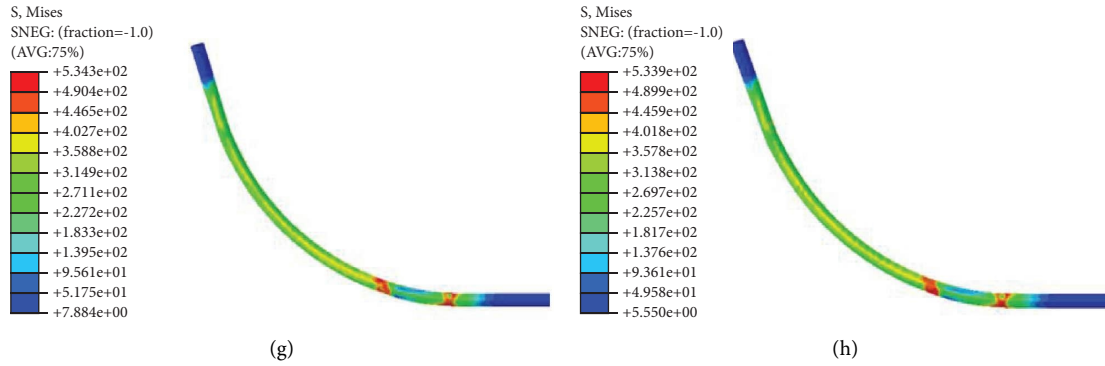 S, Mises
SNEG: (fraction=-1.0)
(AVG:75%)
+5.343e+02
+4.904e+02
+4.465e+02
+4.027e+02
+3.588e+02
+3.149e+02
+2.711e+02
+2.272e+02
+1.833e+02
+1.395e+02
+9.561e+01
+5.175e+01
+7.884e+00
(g)
S, Mises
SNEG: (fraction=-1.0)
(AVG:75%)
+5.339e+02
+4.899e+02
+4.459e+02
+4.018e+02
+3.578e+02
+3.138e+02
+2.697e+02
+2.257e+02
+1.817e+02
+1.376e+02
+9.361e+01
+4.958e+01
+5.550e+00
(h)